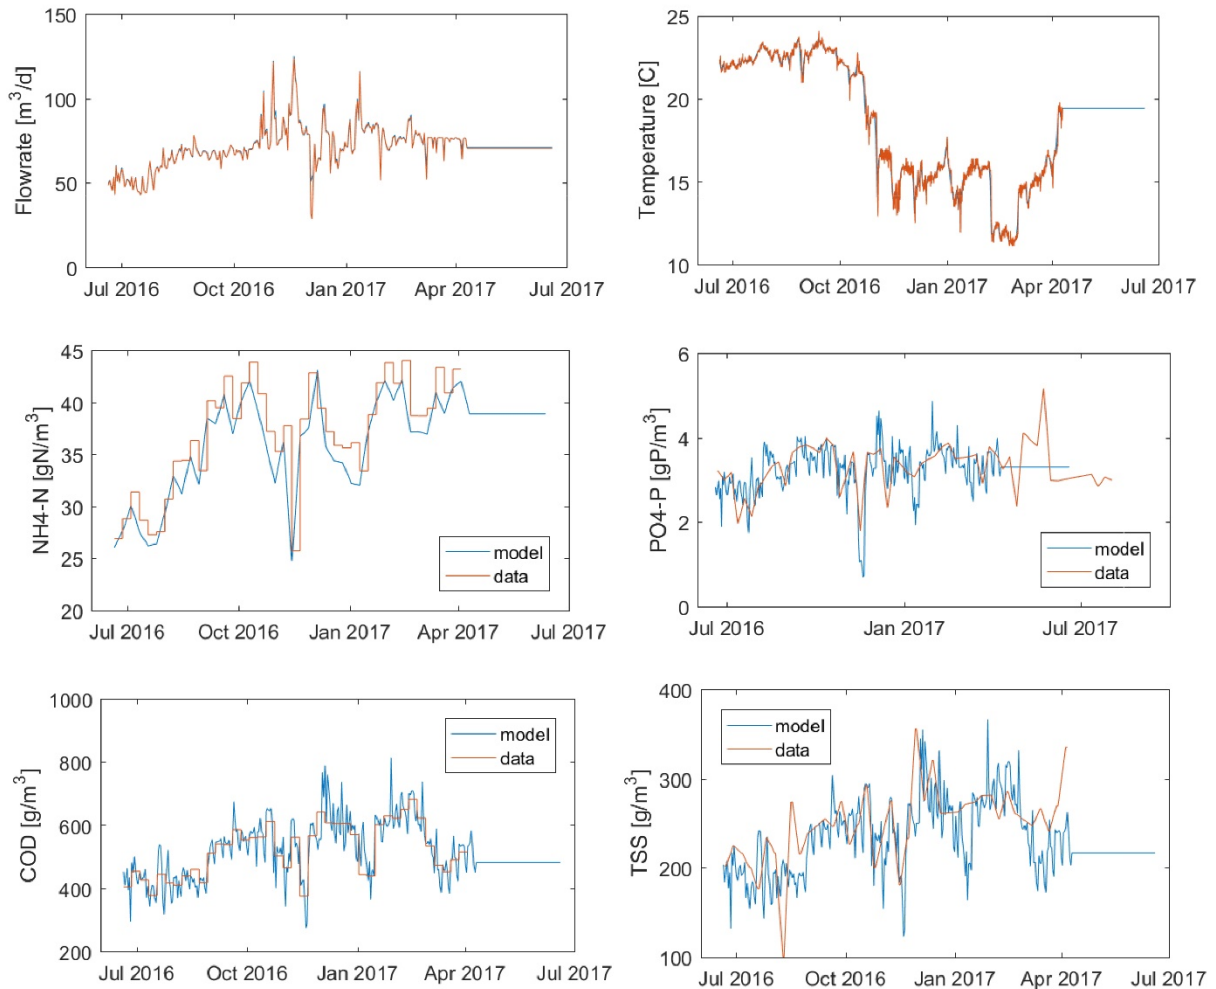 150
100
50
0
Flowrate [m³/d]
Jul 2016 Oct 2016 Jan 2017 Apr 2017 Jul 2017
25
20
15
10
Temperature [C]
Jul 2016 Oct 2016 Jan 2017 Apr 2017 Jul 2017
45
40
35
30
25
20
NH4-N [gN/m³]
model
data
Jul 2016 Oct 2016 Jan 2017 Apr 2017 Jul 2017
6
4
2
0
PO4-P [gP/m³]
model
data
Jul 2016 Jan 2017 Jul 2017
1000
800
600
400
200
COD [g/m³]
model
data
Jul 2016 Oct 2016 Jan 2017 Apr 2017 Jul 2017
400
300
200
100
TSS [g/m³]
model
data
Jul 2016 Oct 2016 Jan 2017 Apr 2017 Jul 2017